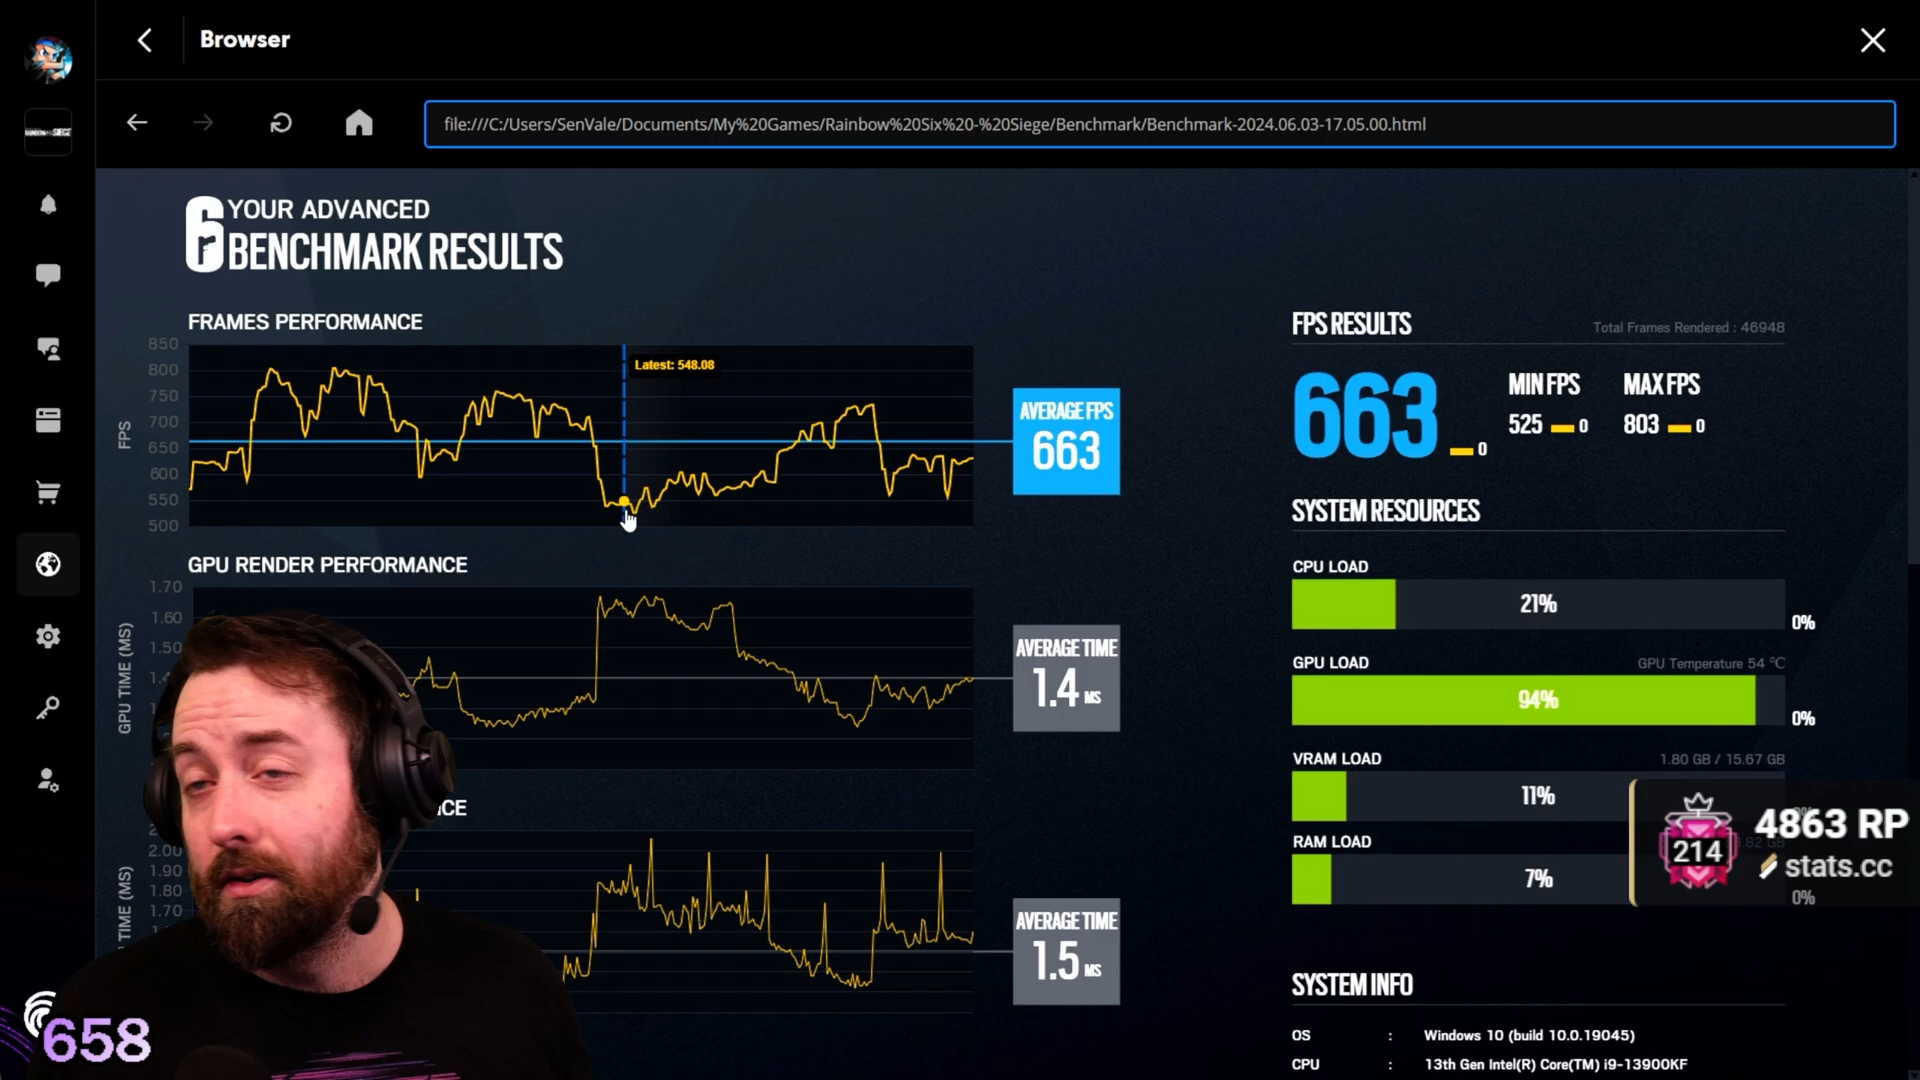 Browser
file:///C:/Users/SenVale/Documents/My%20Games/Rainbow%20Six%20-%20Siege/Benchmark/Benchmark-2024.06.03-17.05.00.html
YOUR ADVANCED
BENCHMARK RESULTS
FRAMES PERFORMANCE
850
800
750
700
650
600
550
500
FPS
Latest: 548.08
AVERAGE FPS
663
GPU RENDER PERFORMANCE
1.70
1.60
1.50
GPU TIME (MS)
AVERAGE TIME
1.4 MS
CE
2.00
1.90
1.80
1.70
TIME (MS)
AVERAGE TIME
1.5 MS
FPS RESULTS
Total Frames Rendered : 46948
663
0
MIN FPS
525 0
MAX FPS
803 0
SYSTEM RESOURCES
CPU LOAD
21%
0%
GPU LOAD
GPU Temperature 54 °C
94%
0%
VRAM LOAD
1.80 GB / 15.67 GB
11%
RAM LOAD
7%
0%
214
4863 RP
stats.cc
SYSTEM INFO
OS : Windows 10 (build 10.0.19045)
CPU : 13th Gen Intel(R) Core(TM) i9-13900KF
658